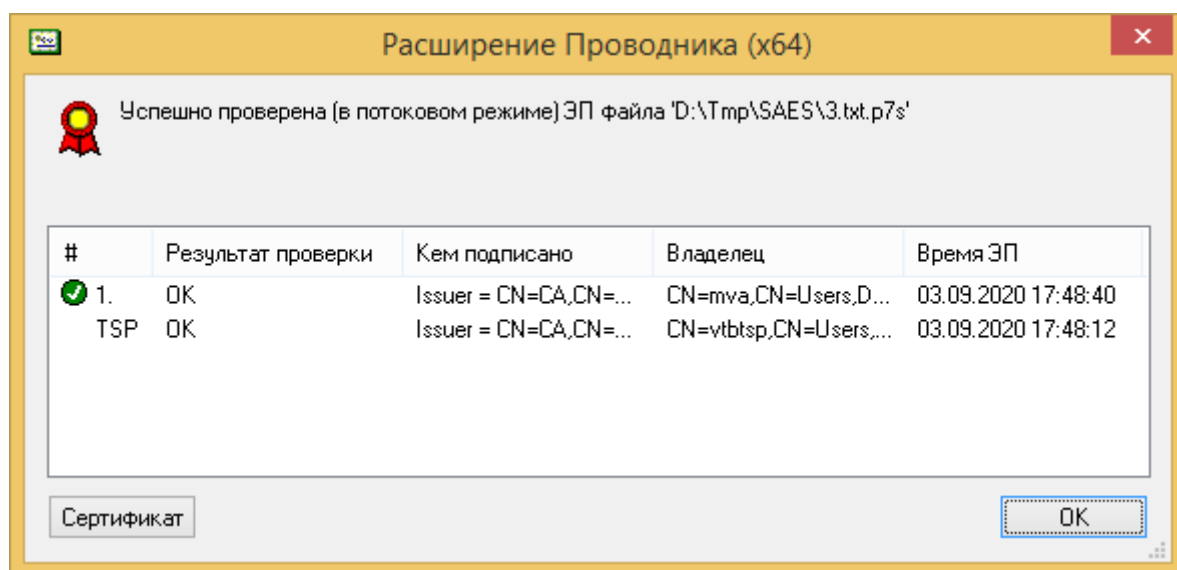 Расширение Проводника (x64)
Успешно проверена (в потоковом режиме) ЭП файла 'D:\Tmp\SAES\3.txt.p7s'
# Результат проверки Кем подписано Владелец Время ЭП
1. OK Issuer = CN=CA,CN=... CN=mva,CN=Users,D... 03.09.2020 17:48:40
TSP OK Issuer = CN=CA,CN=... CN=vtbtsp,CN=Users,... 03.09.2020 17:48:12
Сертификат OK